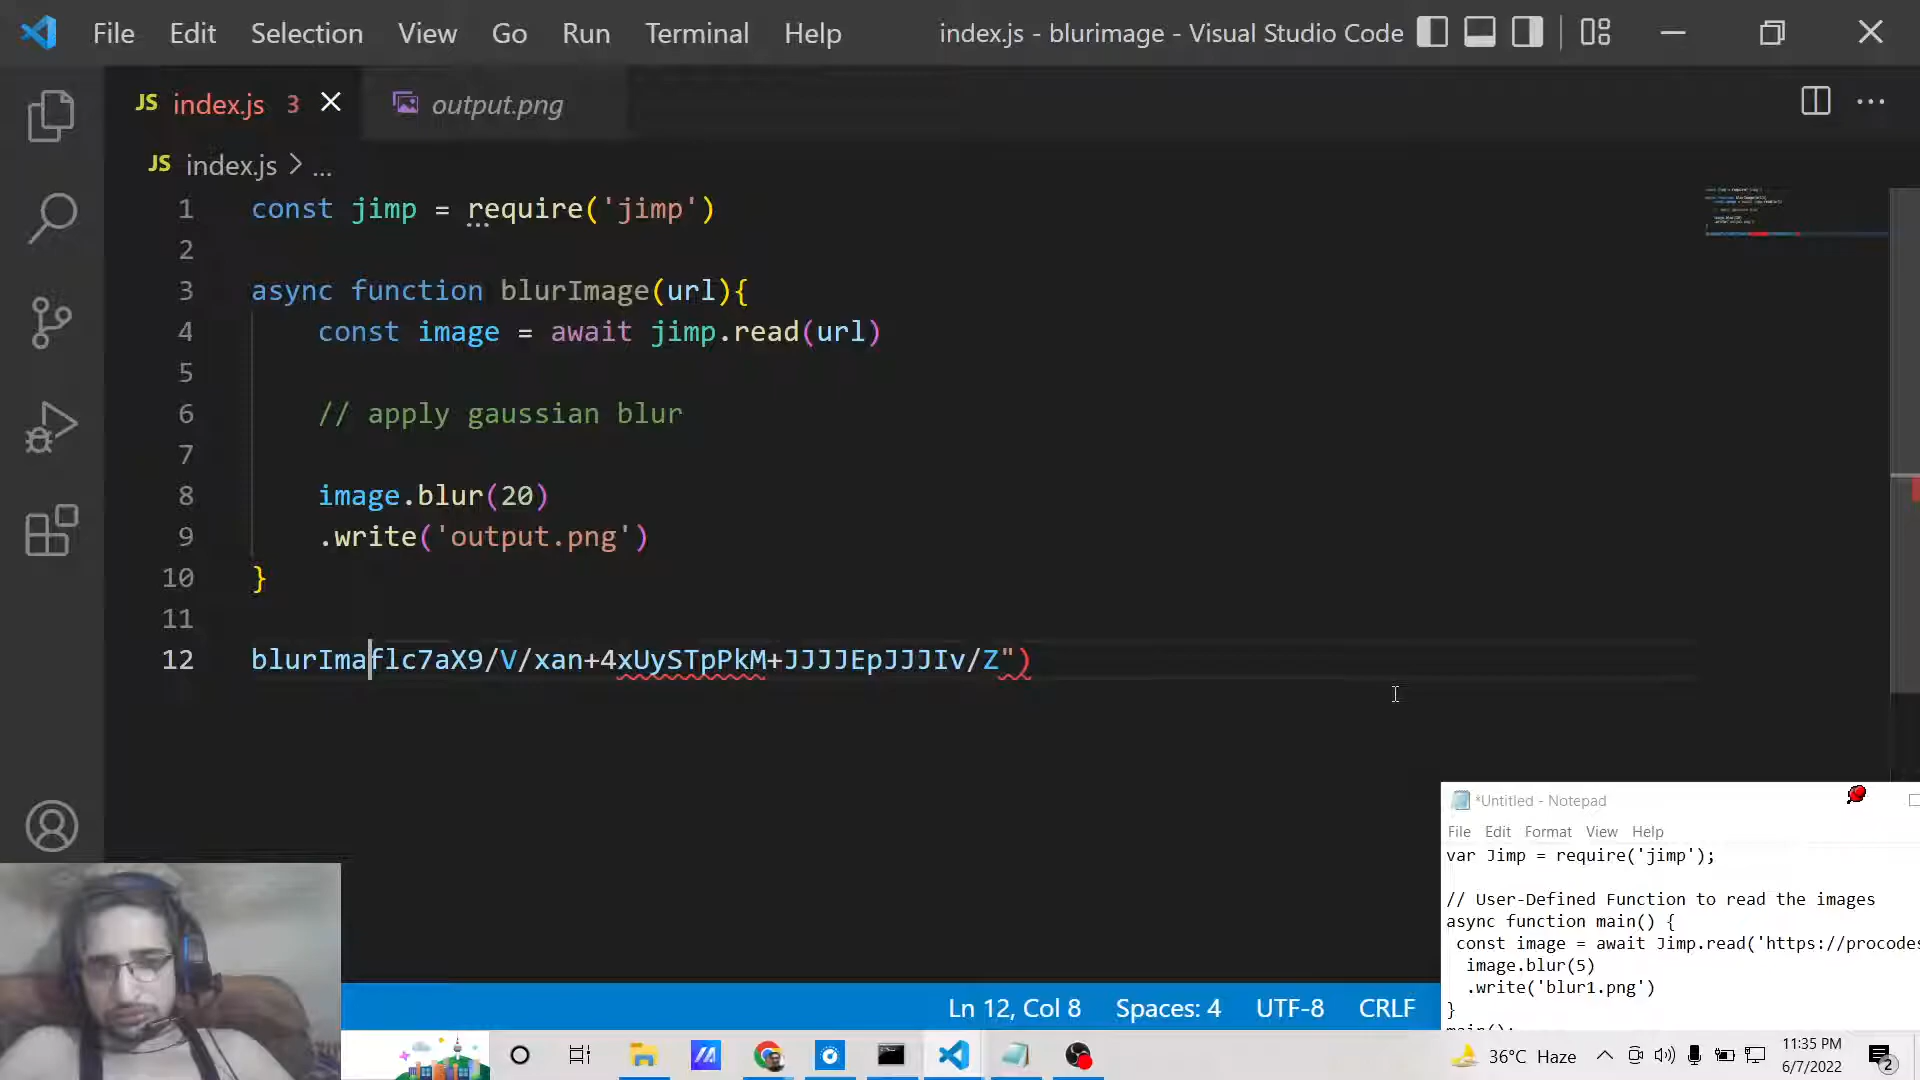 File Edit Selection View Go Run Terminal Help index.js - blurimage - Visual Studio Code
JS index.js 3 output.png
JS index.js > ...
1 const jimp = require('jimp')
2
3 async function blurImage(url){
4 const image = await jimp.read(url)
5
6 // apply gaussian blur
7
8 image.blur(20)
9 .write('output.png')
10 }
11
12 blurImaflc7aX9/V/xan+4xUySTpPkM+JJJJEpJJJIv/Z")
*Untitled - Notepad
File Edit Format View Help
var Jimp = require('jimp');
// User-Defined Function to read the images
async function main() {
const image = await Jimp.read('https://procodes
image.blur(5)
.write('blur1.png')
}
main();
Ln 12, Col 8 Spaces: 4 UTF-8 CRLF
36°C Haze
11:35 PM
6/7/2022
2